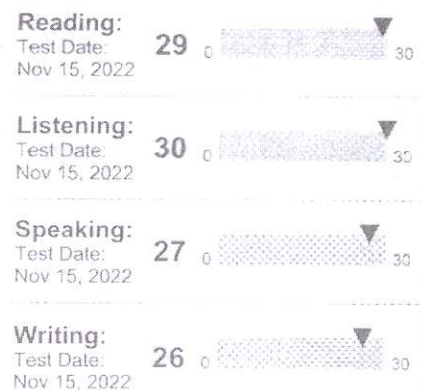 Reading:
Test Date:
Nov 15, 2022
29
0
30
Listening:
Test Date:
Nov 15, 2022
30
0
30
Speaking:
Test Date:
Nov 15, 2022
27
0
30
Writing:
Test Date:
Nov 15, 2022
26
0
30